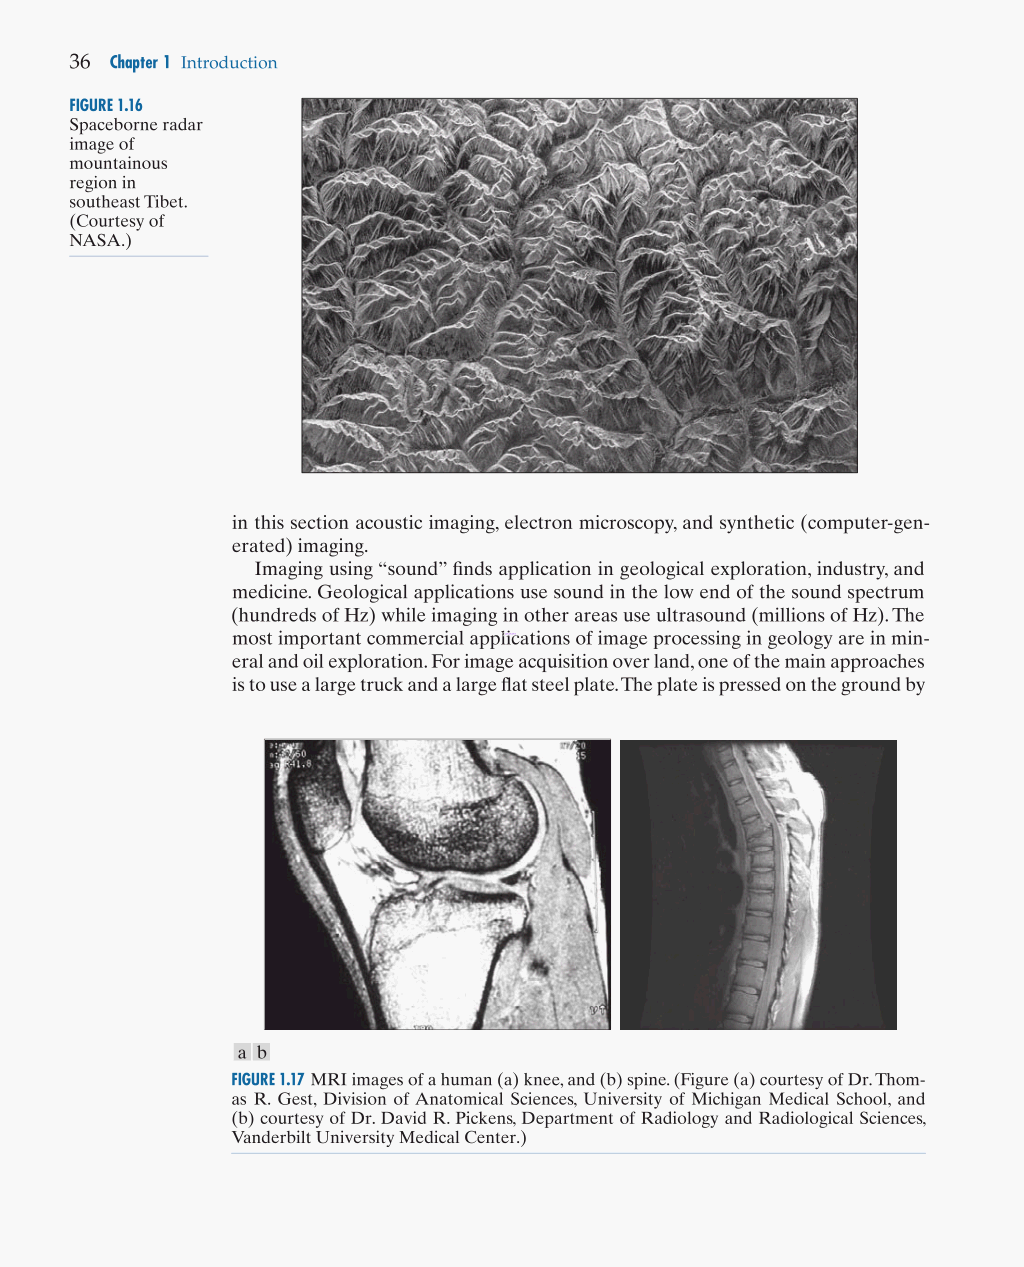 36 Chapter 1 Introduction
FIGURE 1.16
Spaceborne radar
image of
mountainous
region in
southeast Tibet.
(Courtesy of
NASA.)
in this section acoustic imaging, electron microscopy, and synthetic (computer-gen-
erated) imaging.
Imaging using “sound” finds application in geological exploration, industry, and
medicine. Geological applications use sound in the low end of the sound spectrum
(hundreds of Hz) while imaging in other areas use ultrasound (millions of Hz). The
most important commercial applications of image processing in geology are in min-
eral and oil exploration. For image acquisition over land, one of the main approaches
is to use a large truck and a large flat steel plate. The plate is pressed on the ground by
a b
FIGURE 1.17 MRI images of a human (a) knee, and (b) spine. (Figure (a) courtesy of Dr. Thom-
as R. Gest, Division of Anatomical Sciences, University of Michigan Medical School, and
(b) courtesy of Dr. David R. Pickens, Department of Radiology and Radiological Sciences,
Vanderbilt University Medical Center.)